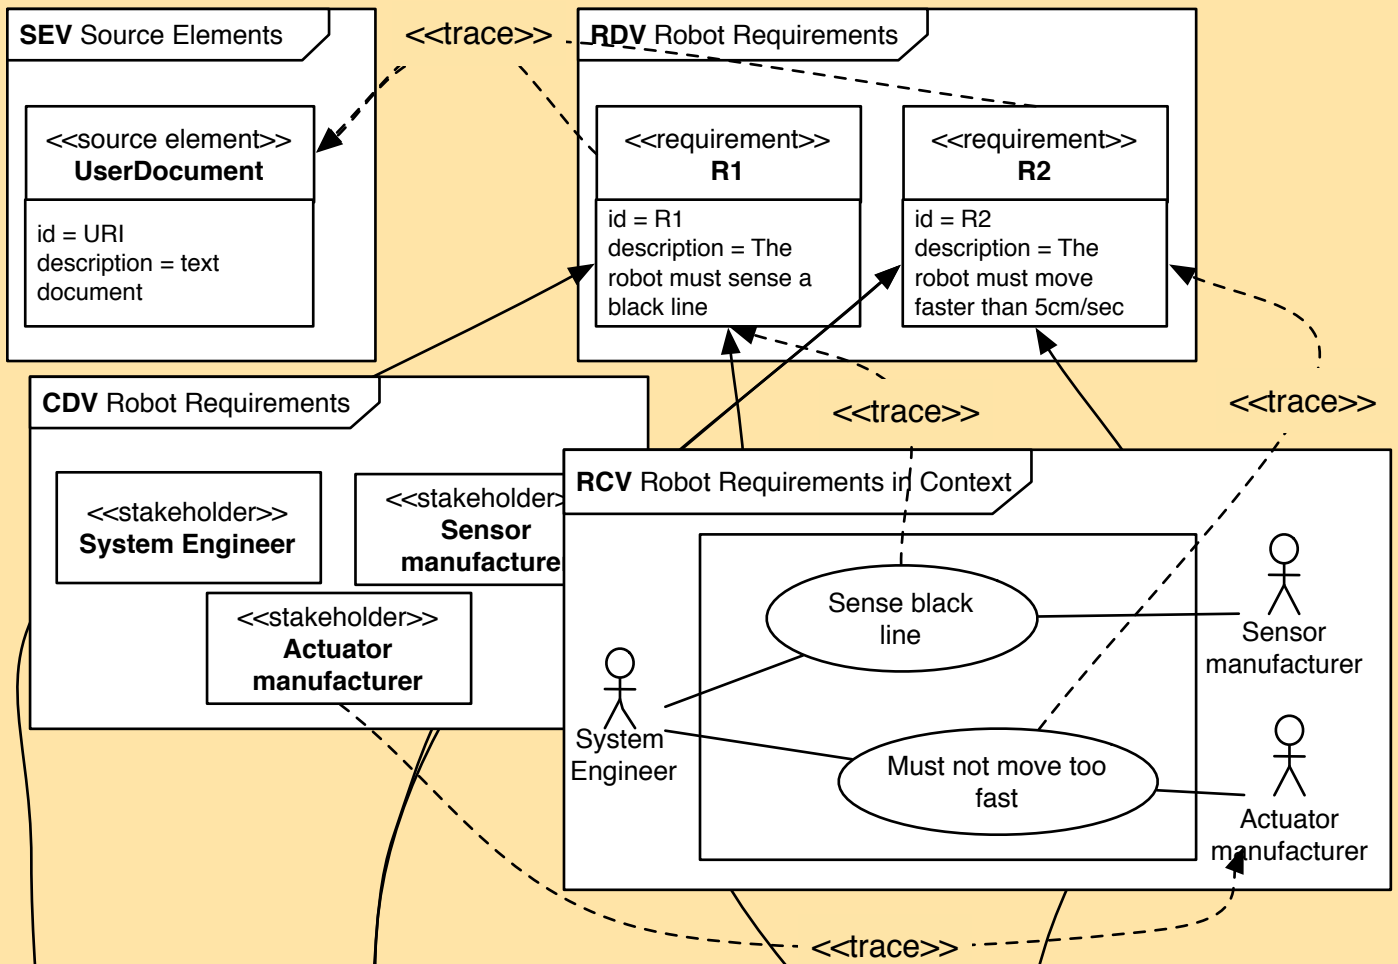 SEV Source Elements
<<trace>>
RDV Robot Requirements
<<source element>>
UserDocument
id = URI
description = text
document
<<requirement>>
R1
id = R1
description = The
robot must sense a
black line
<<requirement>>
R2
id = R2
description = The
robot must move
faster than 5cm/sec
<<trace>>
<<trace>>
CDV Robot Requirements
<<stakeholder>>
System Engineer
<<stakeholder>
Sensor
manufacture
<<stakeholder>>
Actuator
manufacturer
RCV Robot Requirements in Context
Sense black
line
Sensor
manufacturer
System
Engineer
Must not move too
fast
Actuator
manufacturer
<<trace>>